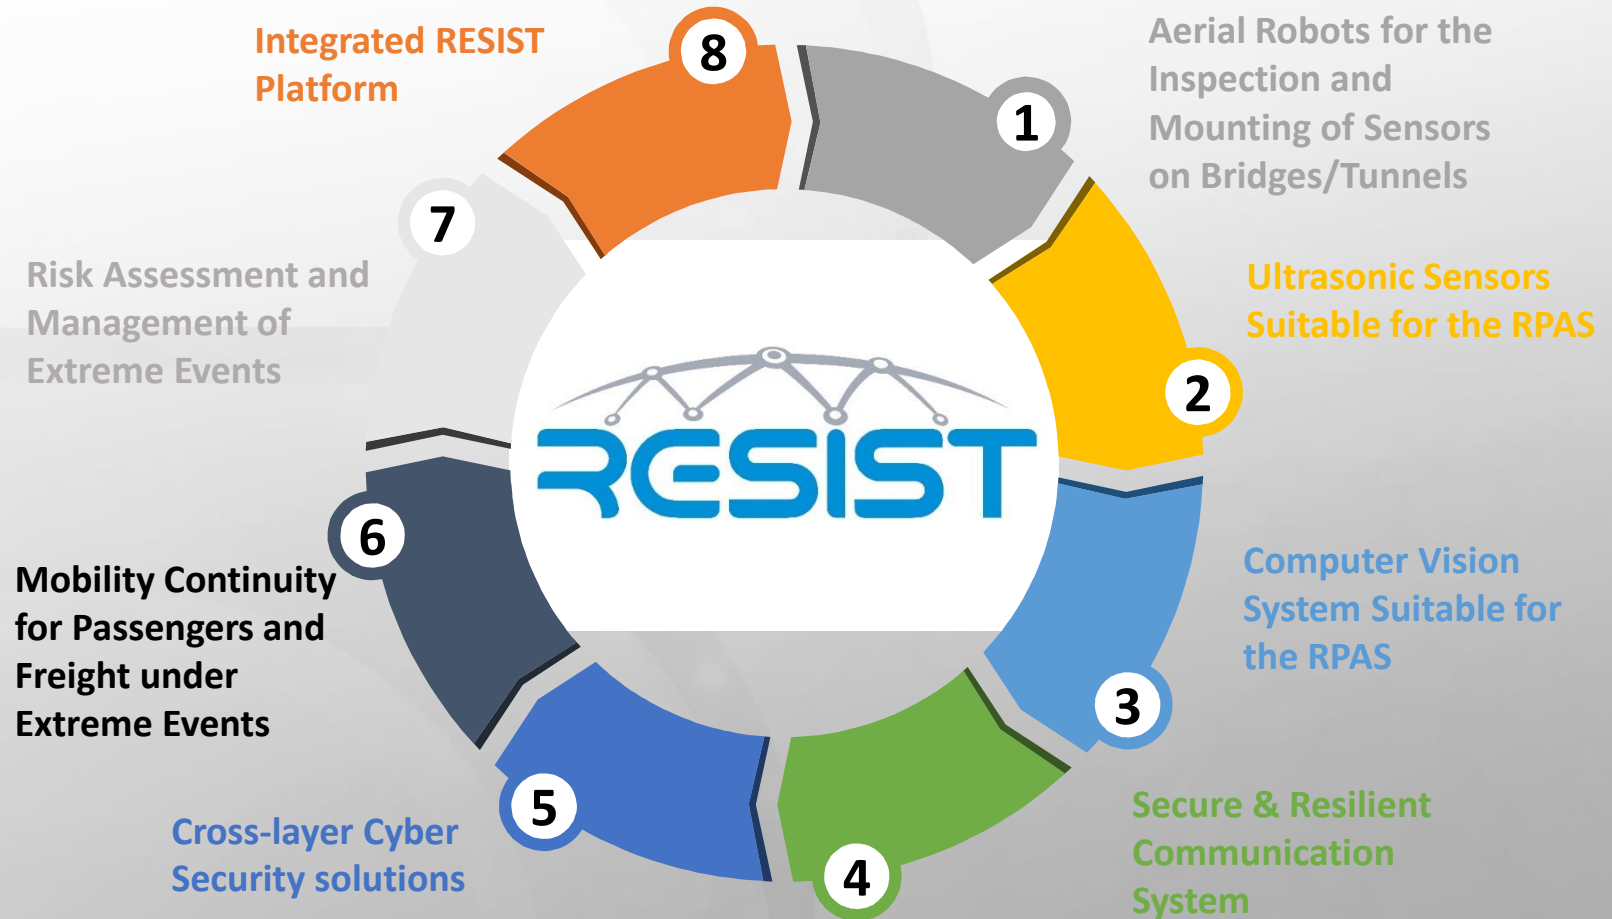 8
Integrated RESIST
Platform
1
Aerial Robots for the
Inspection and
Mounting of Sensors
on Bridges/Tunnels
2
Ultrasonic Sensors
Suitable for the RPAS
3
Computer Vision
System Suitable for
the RPAS
4
Secure & Resilient
Communication
System
5
Cross-layer Cyber
Security solutions
6
Mobility Continuity
for Passengers and
Freight under
Extreme Events
7
Risk Assessment and
Management of
Extreme Events
RESIST